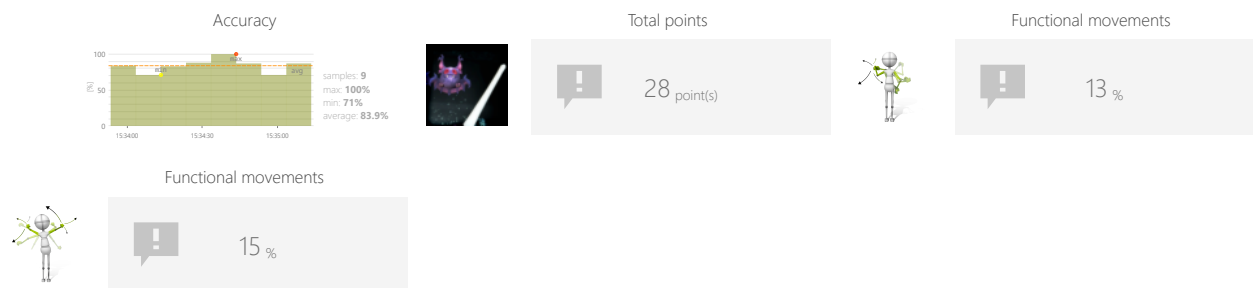 Accuracy
100
50
0
[%]
min
max
avg
15:34:00
15:34:30
15:35:00
samples: 9
max: 100%
min: 71%
average: 83.9%
Total points
28 point(s)
Functional movements
13 %
Functional movements
15 %